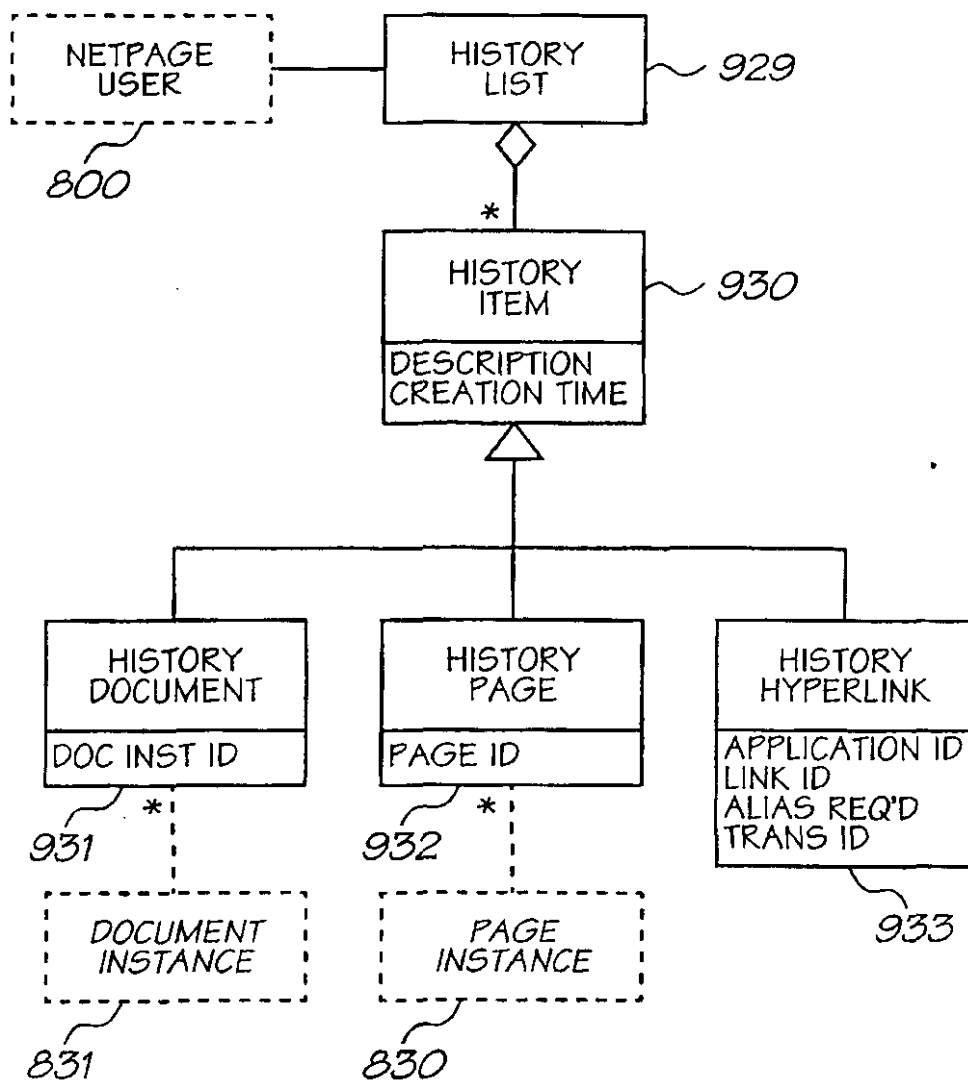 NETPAGE
USER
800
HISTORY
LIST
929
*
HISTORY
ITEM
930
DESCRIPTION
CREATION TIME
HISTORY
DOCUMENT
DOC INST ID
931
*
DOCUMENT
INSTANCE
831
HISTORY
PAGE
PAGE ID
932
*
PAGE
INSTANCE
830
HISTORY
HYPERLINK
APPLICATION ID
LINK ID
ALIAS REQ'D
TRANS ID
933